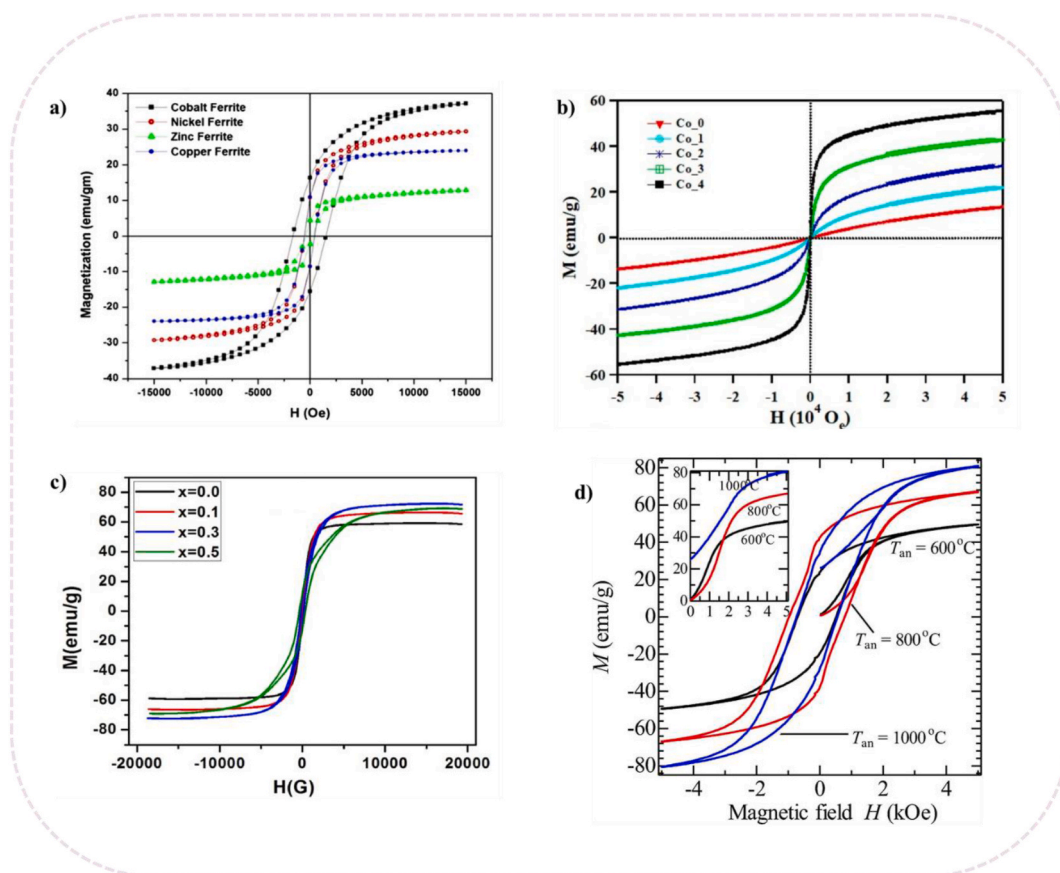 a)
Cobalt Ferrite
Nickel Ferrite
Zinc Ferrite
Copper Ferrite
Magnetization (emu/gm)
40
30
20
10
0
-10
-20
-30
40
-15000 -10000 -5000 0 5000 10000 15000
H (Oe)
b)
Co_0
Co_1
Co_2
Co_3
Co_4
M (emu/g)
60
40
20
0
-20
-40
-60
-5 -4 -3 -2 -1 0 1 2 3 4 5
H (10⁴ Oₑ)
c)
x=0.0
x=0.1
x=0.3
x=0.5
M(emu/g)
80
60
40
20
0
-20
-40
-60
-80
-20000 -10000 0 10000 20000
H(G)
d)
M (emu/g)
80
60
40
20
0
-20
-40
-60
-80
80
60
40
20
0
0 1 2 3 4 5
1000°C
800°C
600°C
Tan = 600 °C
Tan = 800 °C
Tan = 1000 °C
-4 -2 0 2 4
Magnetic field H (kOe)